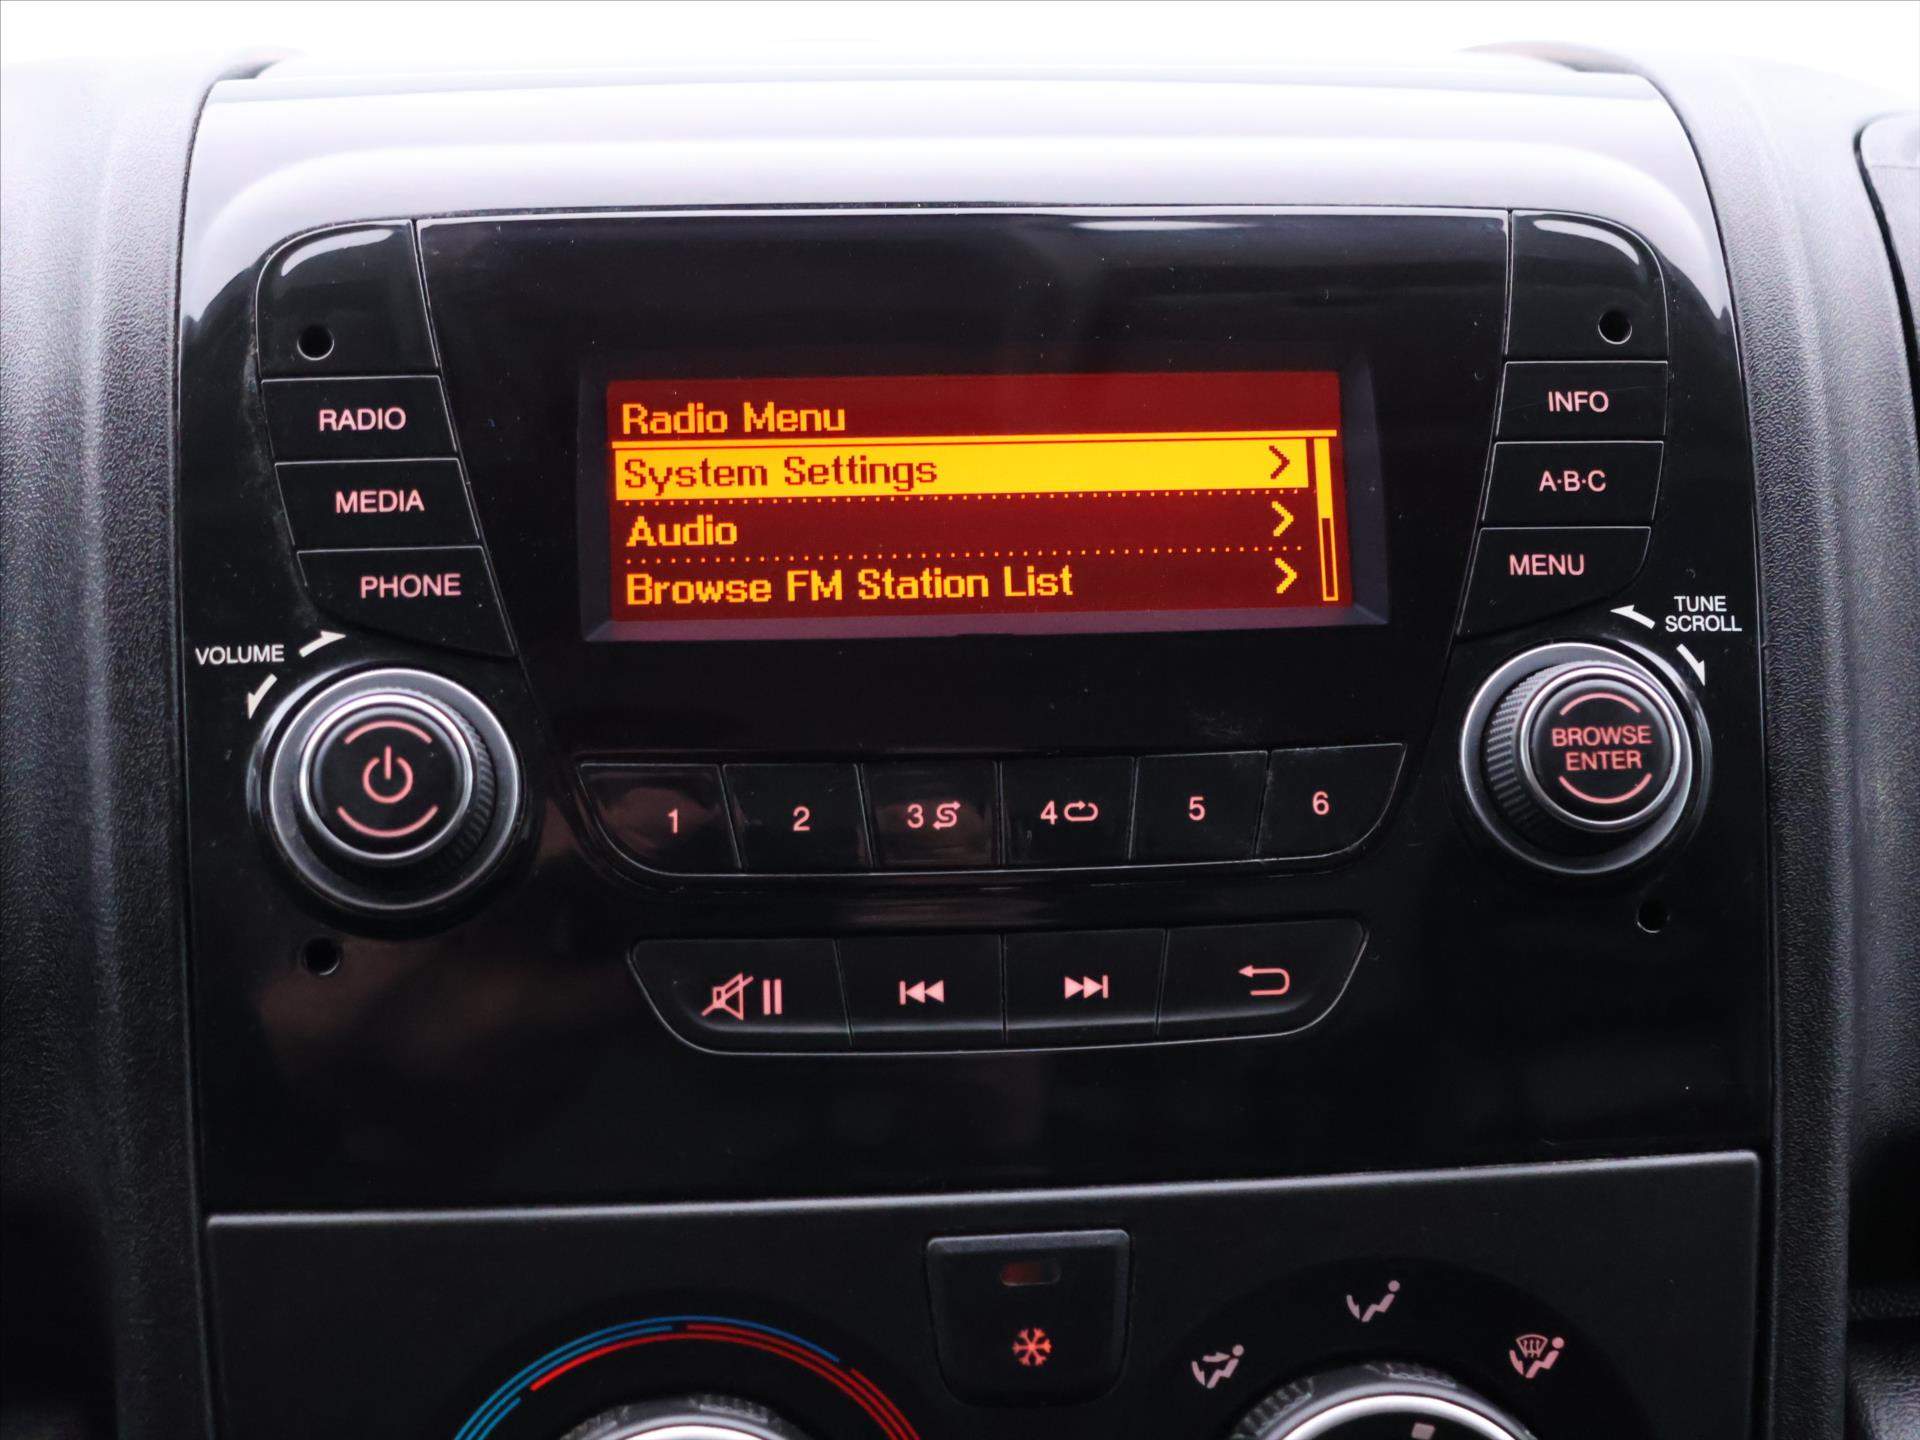 Radio Menu
System Settings
Audio
Browse FM Station List
RADIO
MEDIA
PHONE
VOLUME
INFO
A·B·C
MENU
TUNE
SCROLL
BROWSE
ENTER
1
2
3
4
5
6